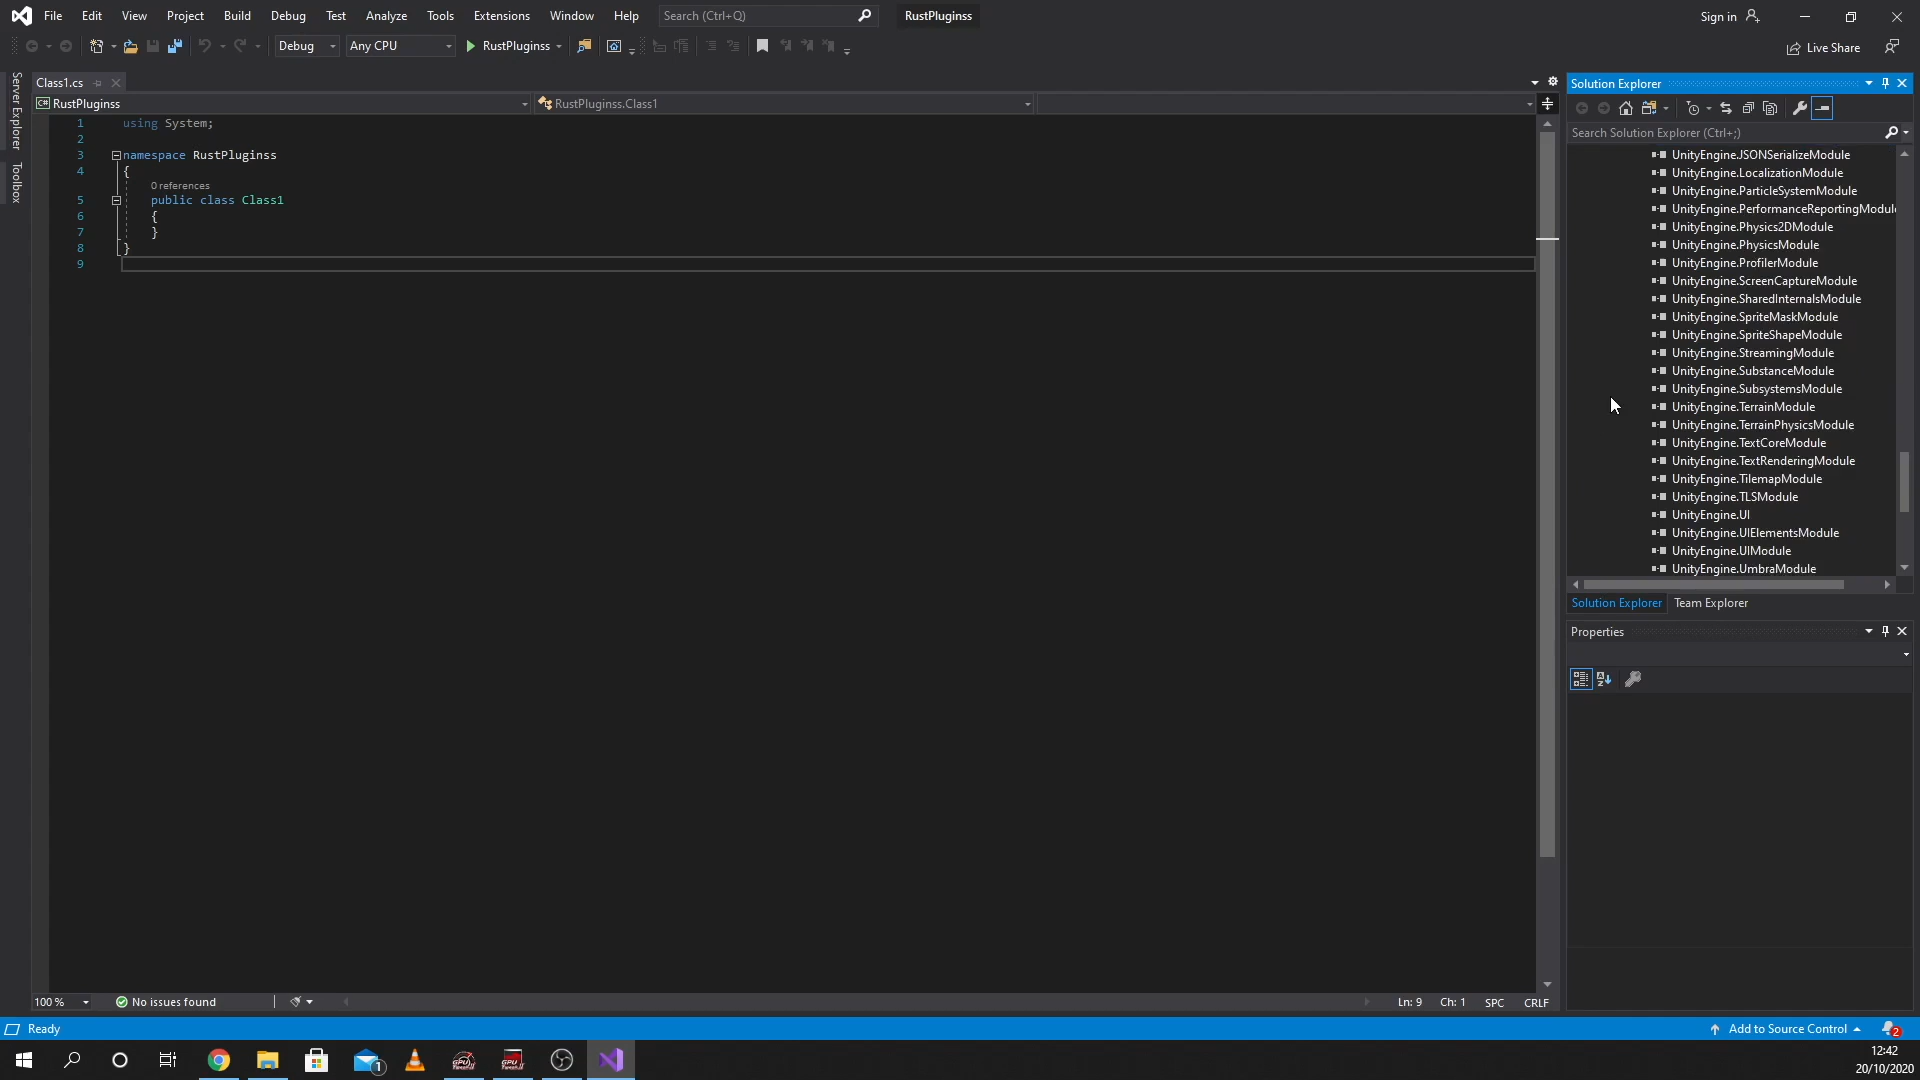 File Edit View Project Build Debug Test Analyze Tools Extensions Window Help Search (Ctrl+Q) RustPluginss Sign in
Debug Any CPU RustPluginss Live Share
Server Explorer
Toolbox
Class1.cs
RustPluginss RustPluginss.Class1
1 using System;
2
3 namespace RustPluginss
4 {
0 references
5 public class Class1
6 {
7 }
8 }
9
Solution Explorer
Search Solution Explorer (Ctrl+;)
UnityEngine.JSONSerializeModule
UnityEngine.LocalizationModule
UnityEngine.ParticleSystemModule
UnityEngine.PerformanceReportingModul
UnityEngine.Physics2DModule
UnityEngine.PhysicsModule
UnityEngine.ProfilerModule
UnityEngine.ScreenCaptureModule
UnityEngine.SharedInternalsModule
UnityEngine.SpriteMaskModule
UnityEngine.SpriteShapeModule
UnityEngine.StreamingModule
UnityEngine.SubstanceModule
UnityEngine.SubsystemsModule
UnityEngine.TerrainModule
UnityEngine.TerrainPhysicsModule
UnityEngine.TextCoreModule
UnityEngine.TextRenderingModule
UnityEngine.TilemapModule
UnityEngine.TLSModule
UnityEngine.UI
UnityEngine.UIElementsModule
UnityEngine.UIModule
UnityEngine.UmbraModule
Solution Explorer Team Explorer
Properties
100 % No issues found Ln: 9 Ch: 1 SPC CRLF
Ready Add to Source Control 2
1 GPU GPU
12:42
20/10/2020